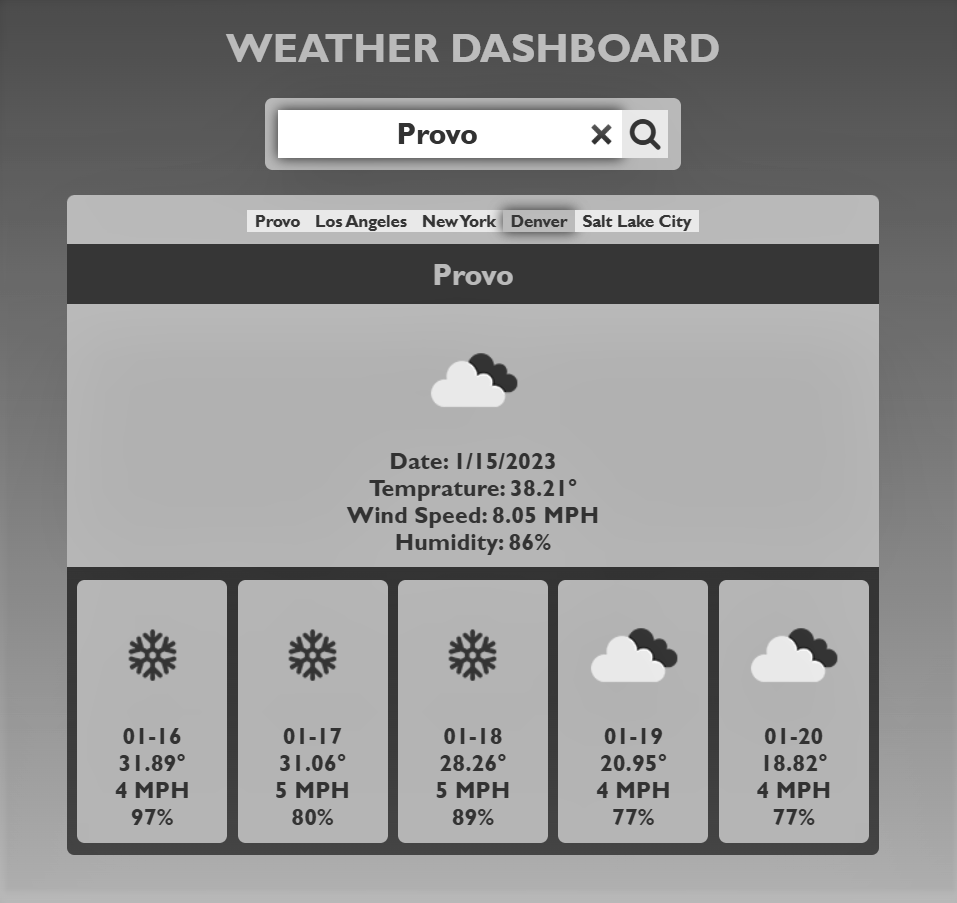 WEATHER DASHBOARD
Provo
Provo Los Angeles New York Denver Salt Lake City
Provo
Date: 1/15/2023
Temprature: 38.21°
Wind Speed: 8.05 MPH
Humidity: 86%
01-16 01-17 01-18 01-19 01-20
31.89° 31.06° 28.26° 20.95° 18.82°
4 MPH 5 MPH 5 MPH 4 MPH 4 MPH
97% 80% 89% 77% 77%